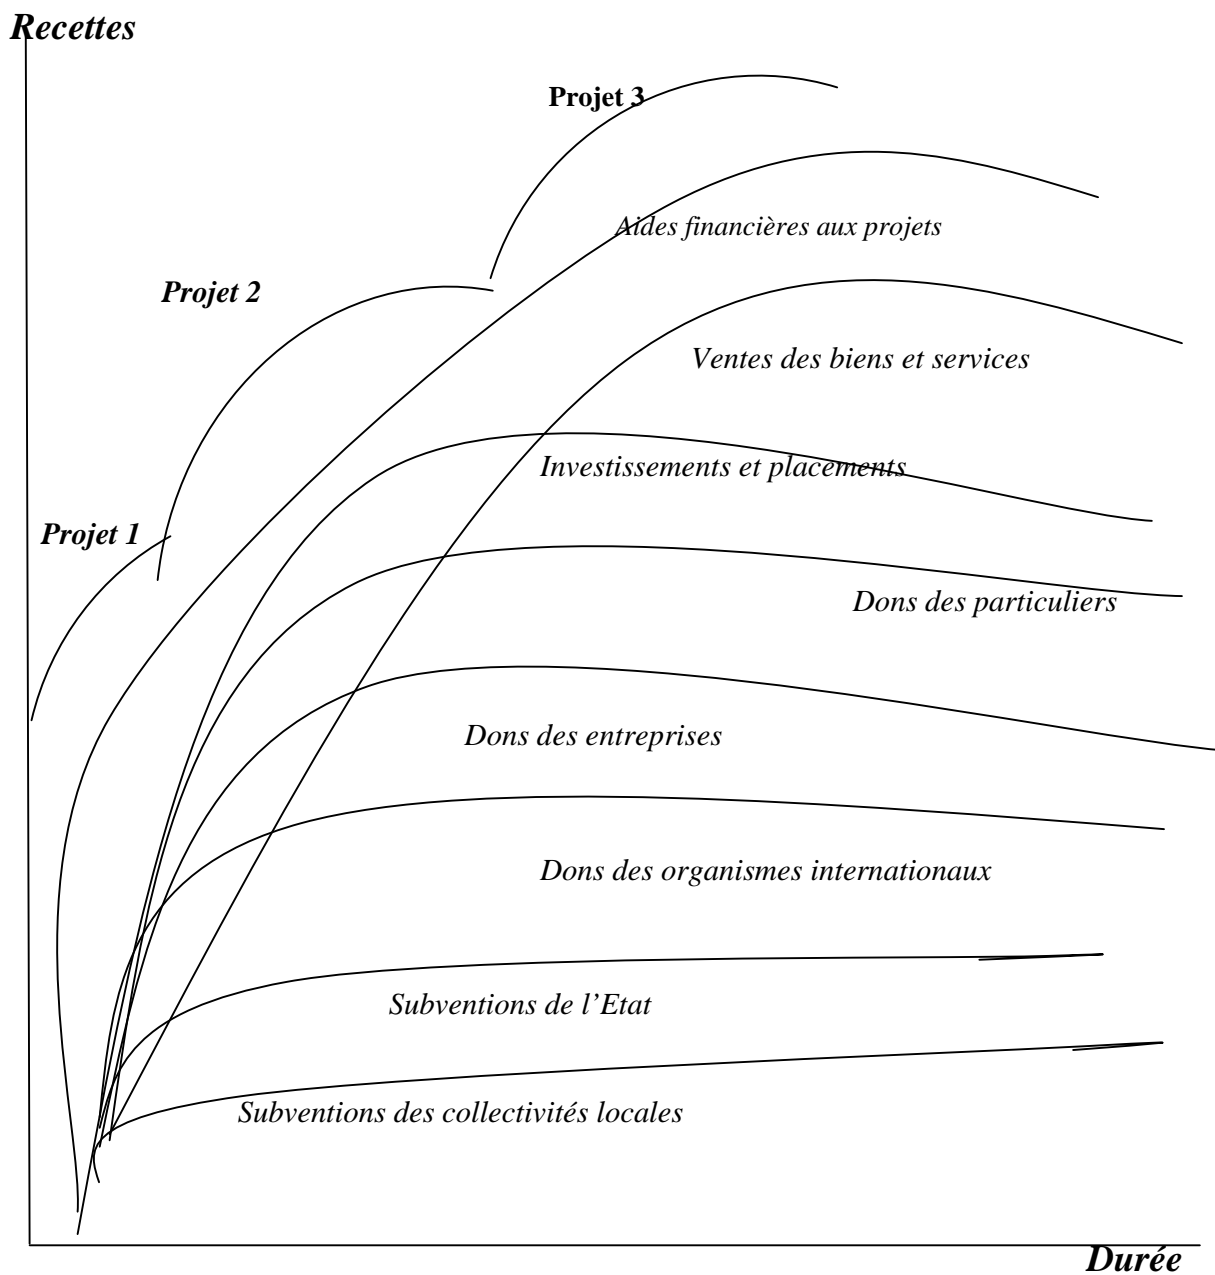 Recettes
Projet 3
Aides financières aux projets
Projet 2
Ventes des biens et services
Investissements et placements
Projet 1
Dons des particuliers
Dons des entreprises
Dons des organismes internationaux
Subventions de l’Etat
Subventions des collectivités locales
Durée